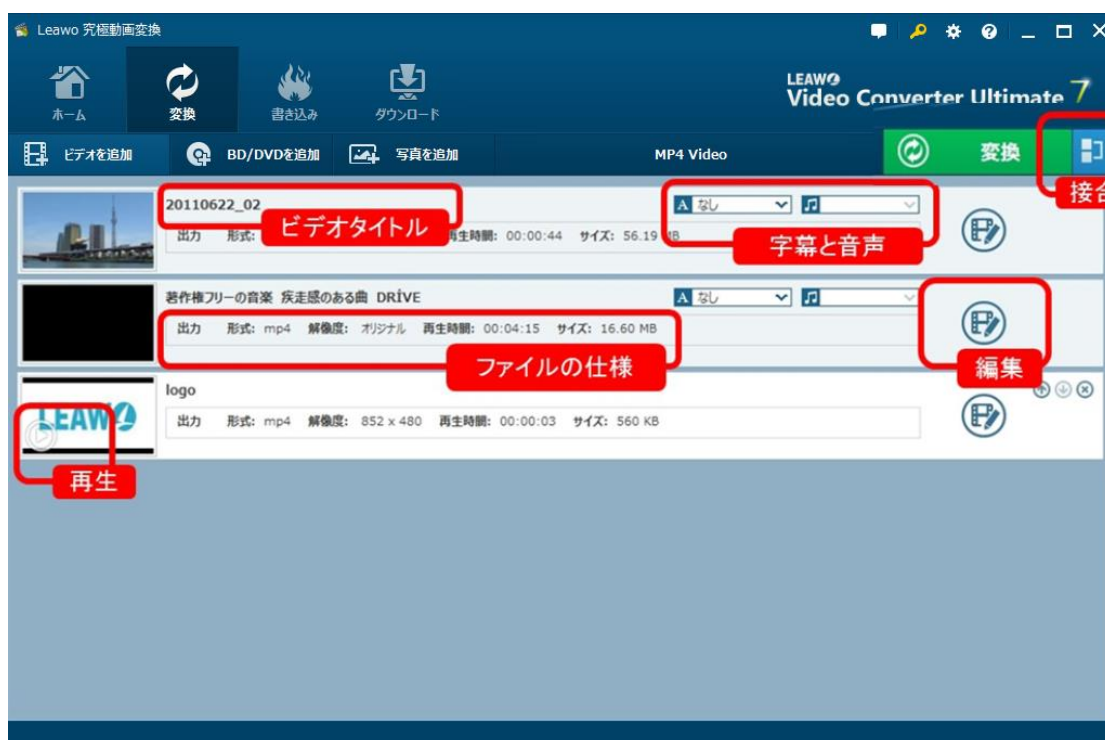 Leawo 究極動画変換
LEAWO
Video Converter Ultimate 7
ホーム
変換
書き込み
ダウンロード
ビデオを追加
BD/DVDを追加
写真を追加
MP4 Video
変換
接合
20110622_02
A なし
ビデオタイトル
出力 形式: 再生時間: 00:00:44 サイズ: 56.19 MB
字幕と音声
著作権フリーの音楽 疾走感のある曲 DRİVE
A なし
出力 形式: mp4 解像度: オリジナル 再生時間: 00:04:15 サイズ: 16.60 MB
ファイルの仕様
編集
logo
LEAWO
出力 形式: mp4 解像度: 852 x 480 再生時間: 00:00:03 サイズ: 560 KB
再生